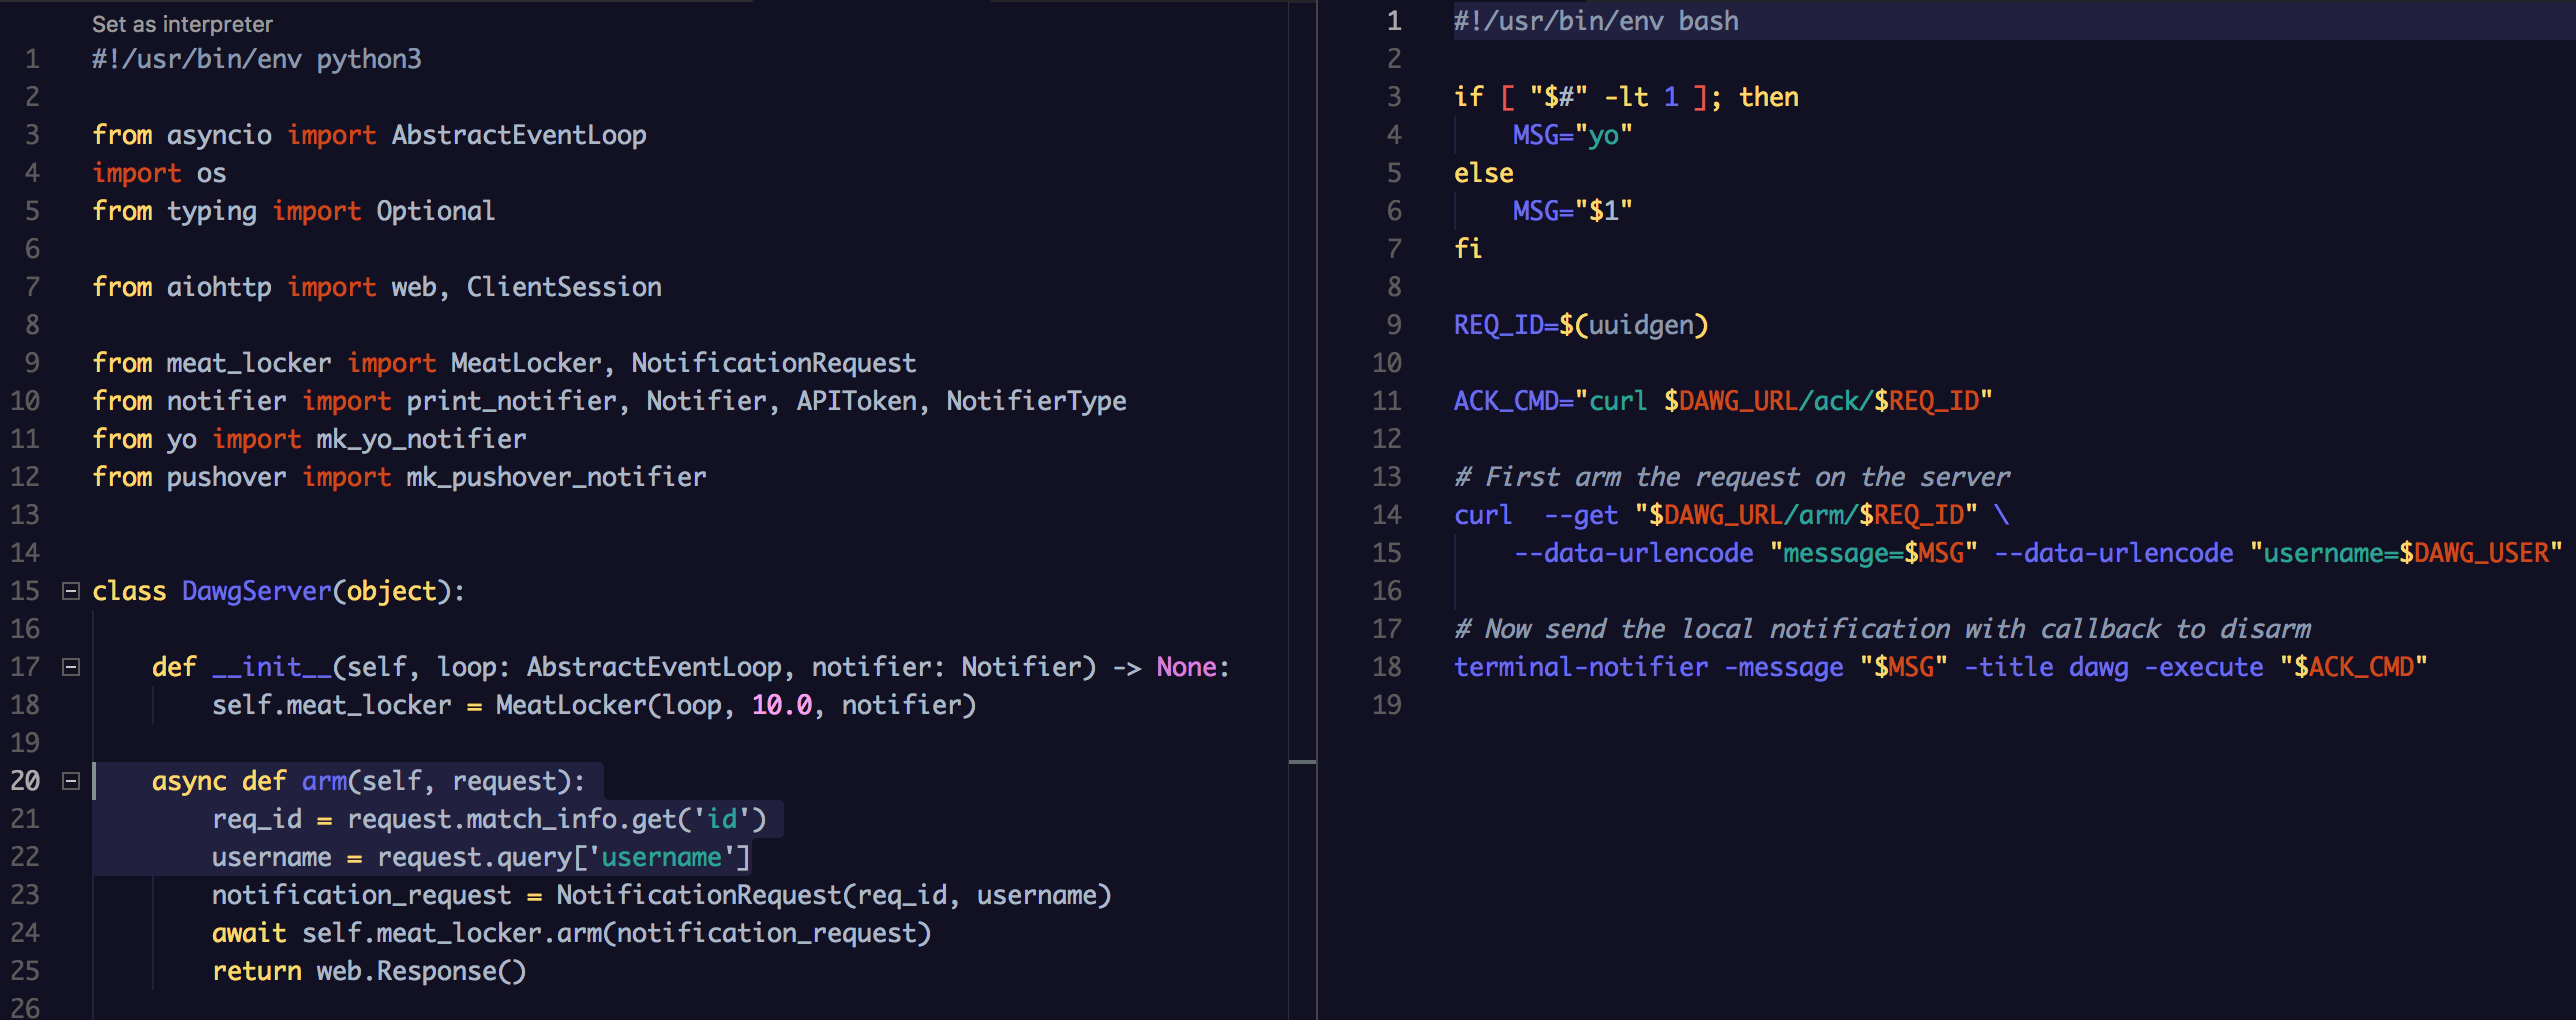 Set as interpreter
1 #!/usr/bin/env python3
2
3 from asyncio import AbstractEventLoop
4 import os
5 from typing import Optional
6
7 from aiohttp import web, ClientSession
8
9 from meat_locker import MeatLocker, NotificationRequest
10 from notifier import print_notifier, Notifier, APIToken, NotifierType
11 from yo import mk_yo_notifier
12 from pushover import mk_pushover_notifier
13
14
15 class DawgServer(object):
16
17     def __init__(self, loop: AbstractEventLoop, notifier: Notifier) -> None:
18         self.meat_locker = MeatLocker(loop, 10.0, notifier)
19
20     async def arm(self, request):
21         req_id = request.match_info.get('id')
22         username = request.query['username']
23         notification_request = NotificationRequest(req_id, username)
24         await self.meat_locker.arm(notification_request)
25         return web.Response()
26
1 #!/usr/bin/env bash
2
3 if [ "$#" -lt 1 ]; then
4     MSG="yo"
5 else
6     MSG="$1"
7 fi
8
9 REQ_ID=$(uuidgen)
10
11 ACK_CMD="curl $DAWG_URL/ack/$REQ_ID"
12
13 # First arm the request on the server
14 curl  --get "$DAWG_URL/arm/$REQ_ID" \
15     --data-urlencode "message=$MSG" --data-urlencode "username=$DAWG_USER"
16
17 # Now send the local notification with callback to disarm
18 terminal-notifier -message "$MSG" -title dawg -execute "$ACK_CMD"
19